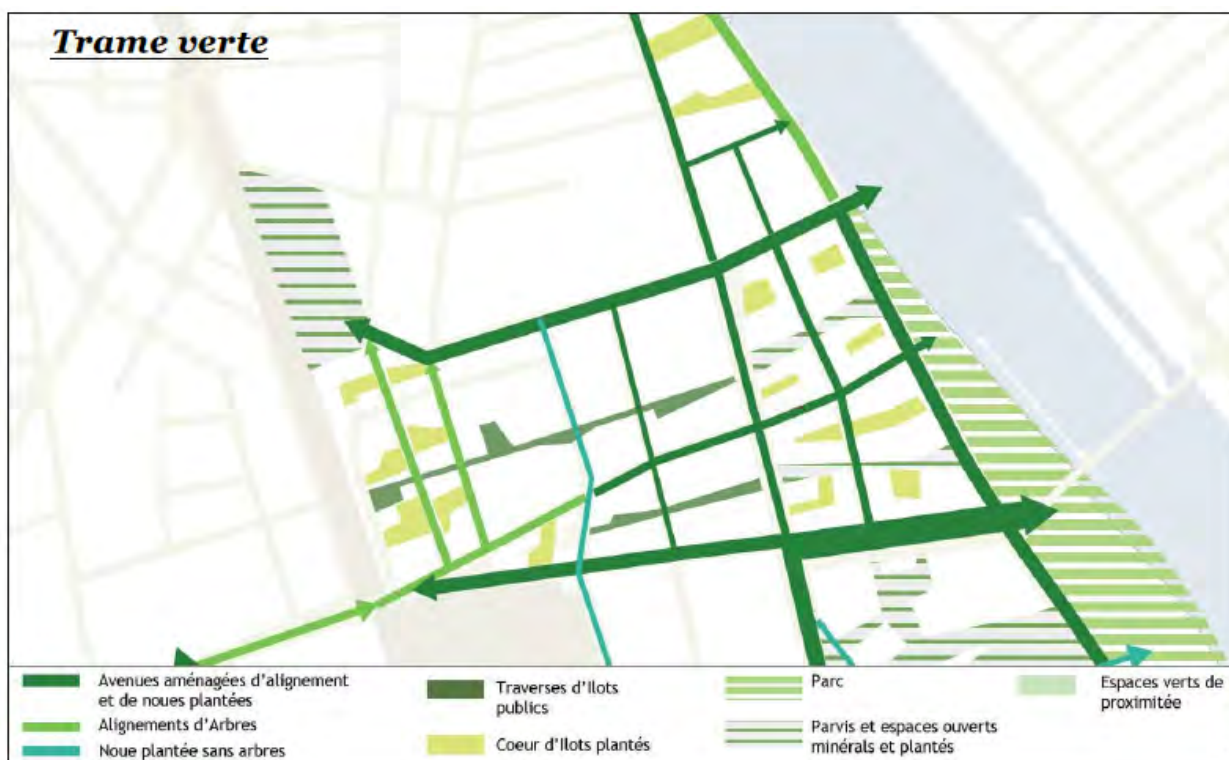 Trame verte
Avenues aménagées d'alignement
et de noues plantées
Alignements d'Arbres
Noue plantée sans arbres
Traverses d'Ilots
publics
Coeur d'Ilots plantés
Parc
Parvis et espaces ouverts
minérals et plantés
Espaces verts de
proximitée